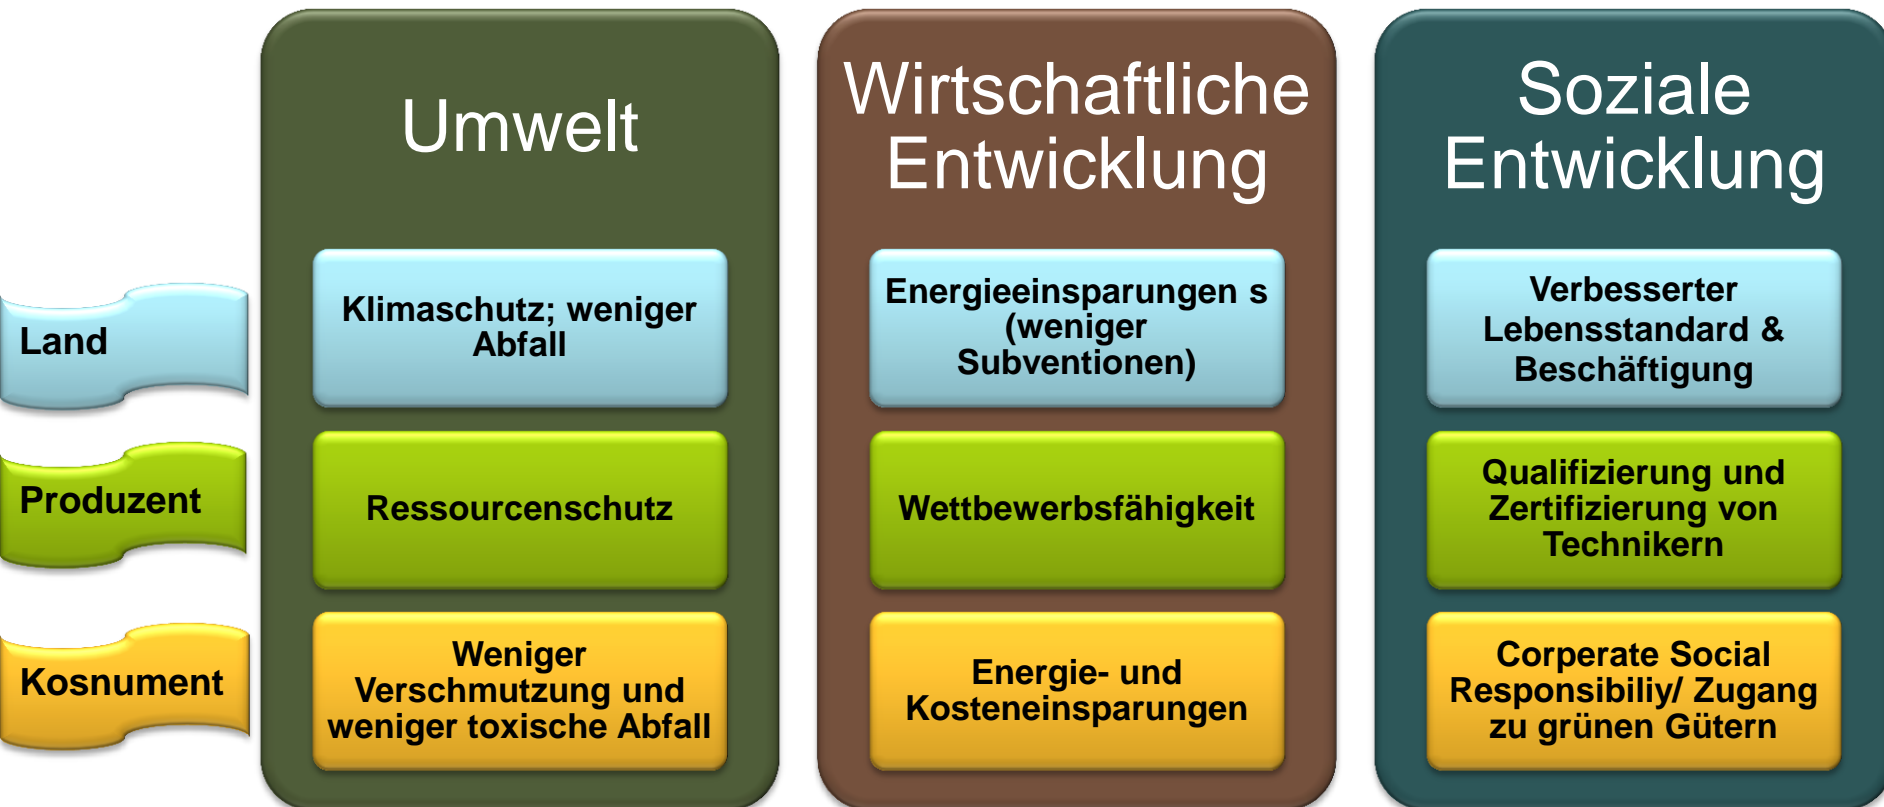 Umwelt
Wirtschaftliche
Entwicklung
Soziale
Entwicklung
Land
Klimaschutz; weniger
Abfall
Energieeinsparungen s
(weniger
Subventionen)
Verbesserter
Lebensstandard &
Beschäftigung
Produzent
Ressourcenschutz
Wettbewerbsfähigkeit
Qualifizierung und
Zertifizierung von
Technikern
Kosnument
Weniger
Verschmutzung und
weniger toxische Abfall
Energie- und
Kosteneinsparungen
Corperate Social
Responsibiliy/ Zugang
zu grünen Gütern